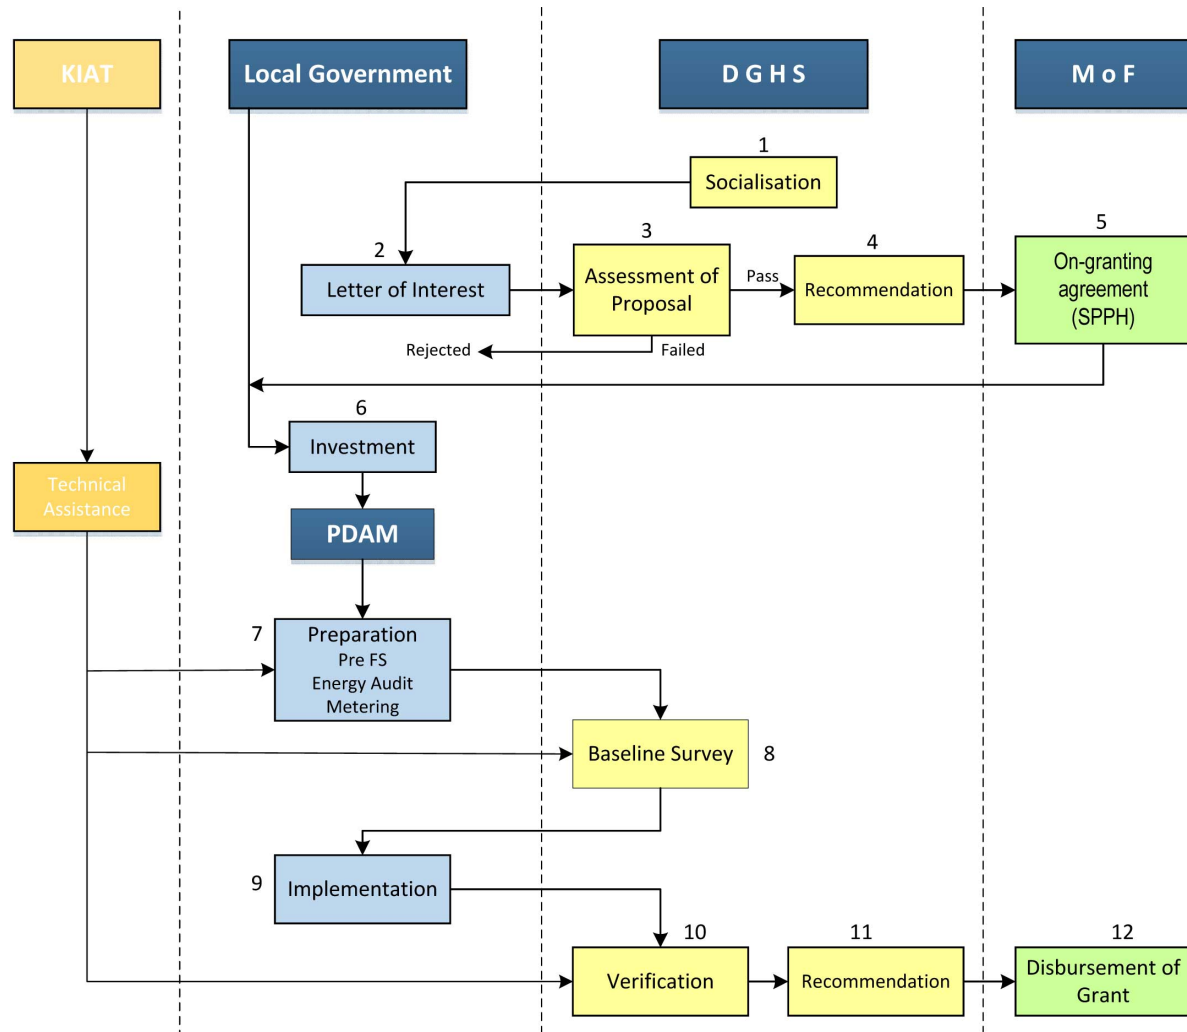 KIAT
Local Government
D G H S
M o F
1
Socialisation
2
Letter of Interest
3
Assessment of
Proposal
Pass
4
Recommendation
5
On-granting
agreement
(SPPH)
Rejected
Failed
6
Investment
Technical
Assistance
PDAM
7
Preparation
Pre FS
Energy Audit
Metering
Baseline Survey
8
9
Implementation
10
Verification
11
Recommendation
12
Disbursement of
Grant